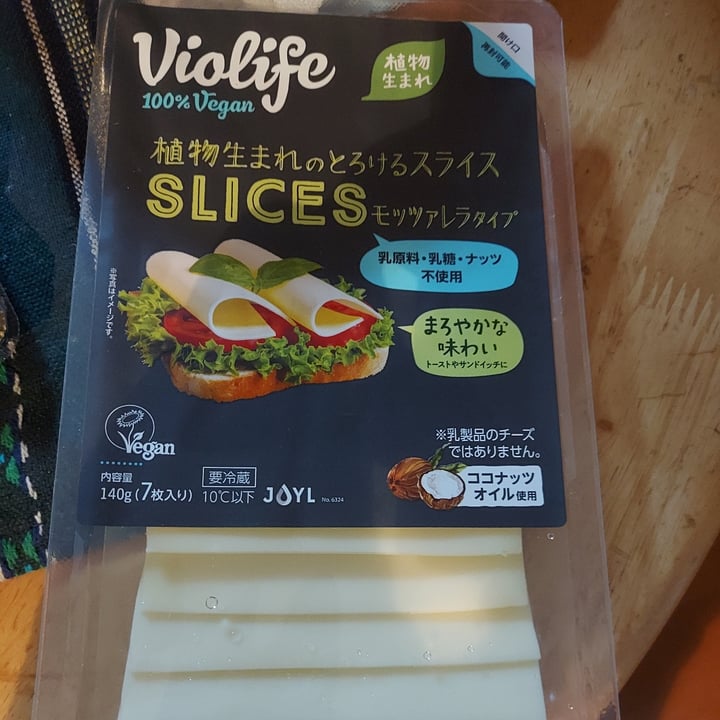 Violife
100% Vegan
植物
生まれ
開け口
再封可能
植物生まれのとろけるスライス
SLICES モッツァレラタイプ
乳原料・乳糖・ナッツ
不使用
※写真はイメージです。
まろやかな
味わい
トーストやサンドイッチに
Vegan
※乳製品のチーズ
ではありません。
内容量
140g(7枚入り)
要冷蔵
10℃以下
JOYL
No. 6324
ココナッツ
オイル使用